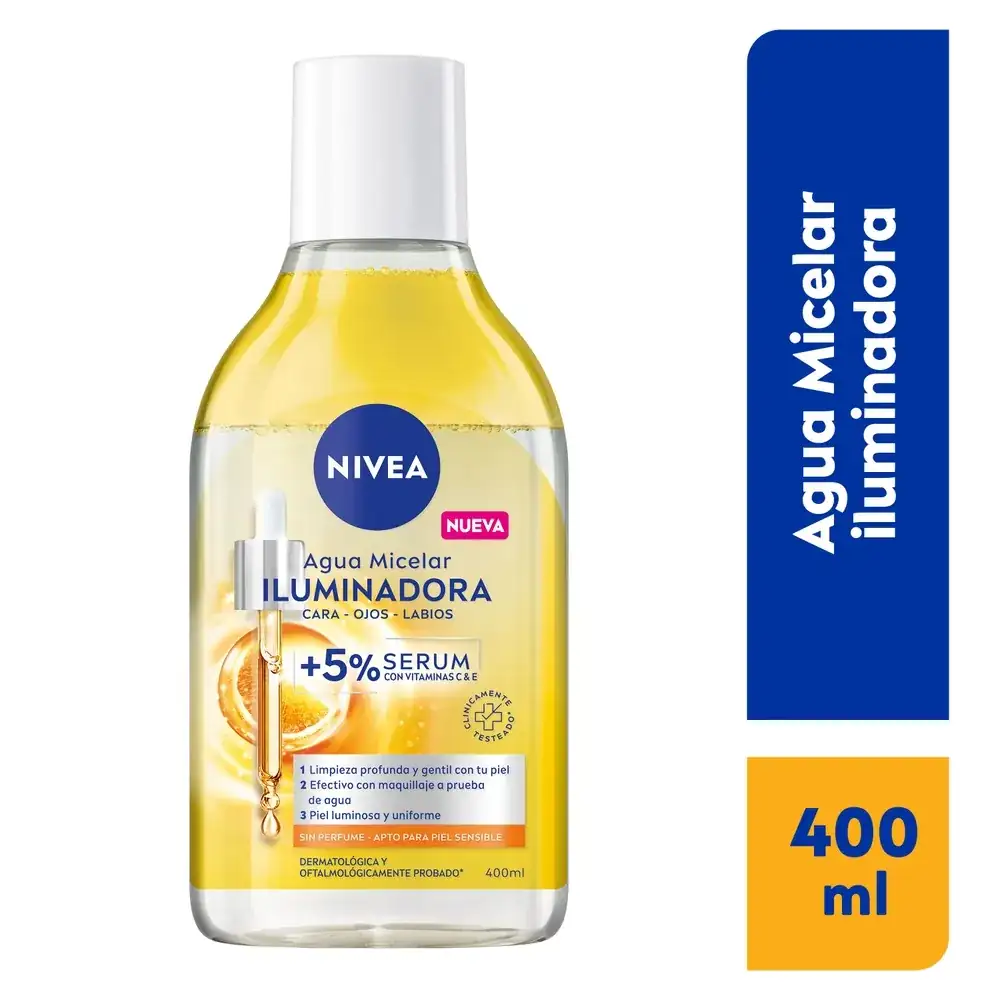 NIVEA
NUEVA
Agua Micelar
ILUMINADORA
CARA - OJOS - LABIOS
+5% SERUM
CON VITAMINAS C & E
CLINICAMENTE
TESTEADO*
1 Limpieza profunda y gentil con tu piel
2 Efectivo con maquillaje a prueba
de agua
3 Piel luminosa y uniforme
SIN PERFUME - APTO PARA PIEL SENSIBLE
DERMATOLÓGICA Y
OFTALMOLÓGICAMENTE PROBADO*
400ml
Agua Micelar
iluminadora
400
ml